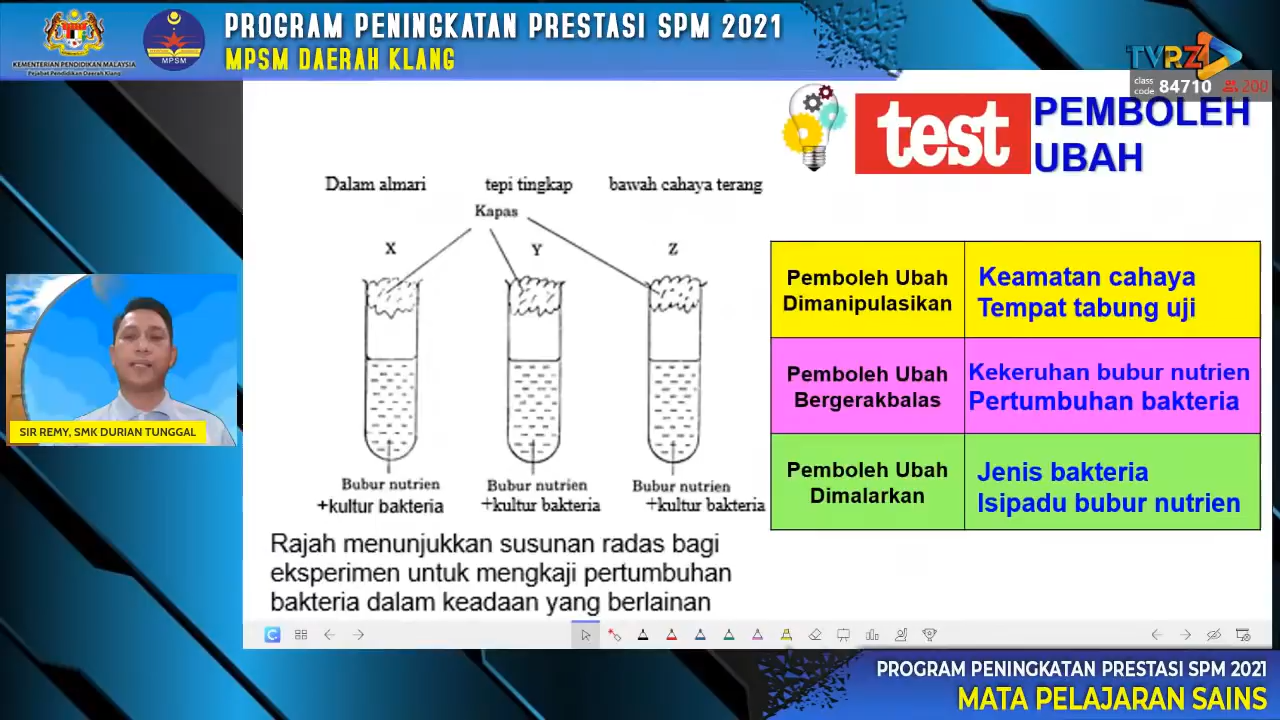 PROGRAM PENINGKATAN PRESTASI SPM 2021
MPSM DAERAH KLANG
KEMENTERIAN PENDIDIKAN MALAYSIA
Pejabat Pendidikan Daerah Klang
MPSM
TVRZ
class code 84710 200
test
PEMBOLEH UBAH
Dalam almari tepi tingkap bawah cahaya terang
Kapas
X Y Z
Bubur nutrien Bubur nutrien Bubur nutrien
+kultur bakteria +kultur bakteria +kultur bakteria
Rajah menunjukkan susunan radas bagi
eksperimen untuk mengkaji pertumbuhan
bakteria dalam keadaan yang berlainan
Pemboleh Ubah Dimanipulasikan
Keamatan cahaya
Tempat tabung uji
Pemboleh Ubah Bergerakbalas
Kekeruhan bubur nutrien
Pertumbuhan bakteria
Pemboleh Ubah Dimalarkan
Jenis bakteria
Isipadu bubur nutrien
SIR REMY, SMK DURIAN TUNGGAL
PROGRAM PENINGKATAN PRESTASI SPM 2021
MATA PELAJARAN SAINS